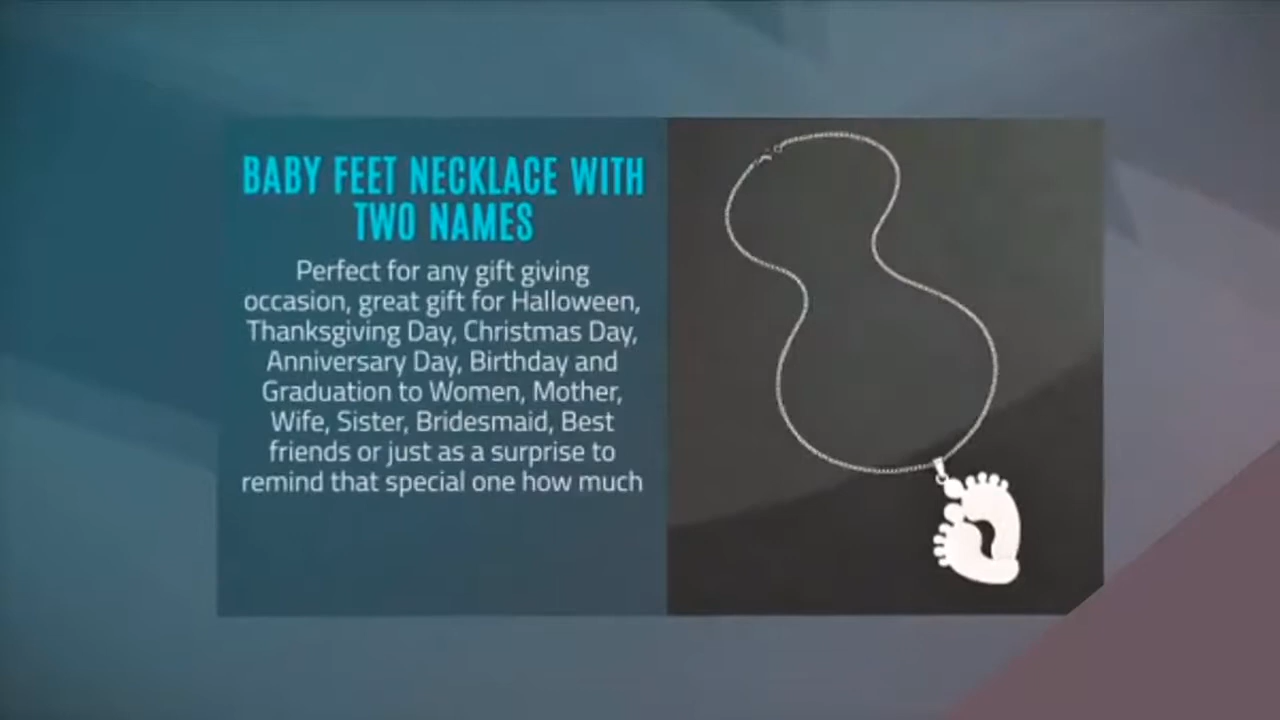 BABY FEET NECKLACE WITH
TWO NAMES
Perfect for any gift giving
occasion, great gift for Halloween,
Thanksgiving Day, Christmas Day,
Anniversary Day, Birthday and
Graduation to Women, Mother,
Wife, Sister, Bridesmaid, Best
friends or just as a surprise to
remind that special one how much